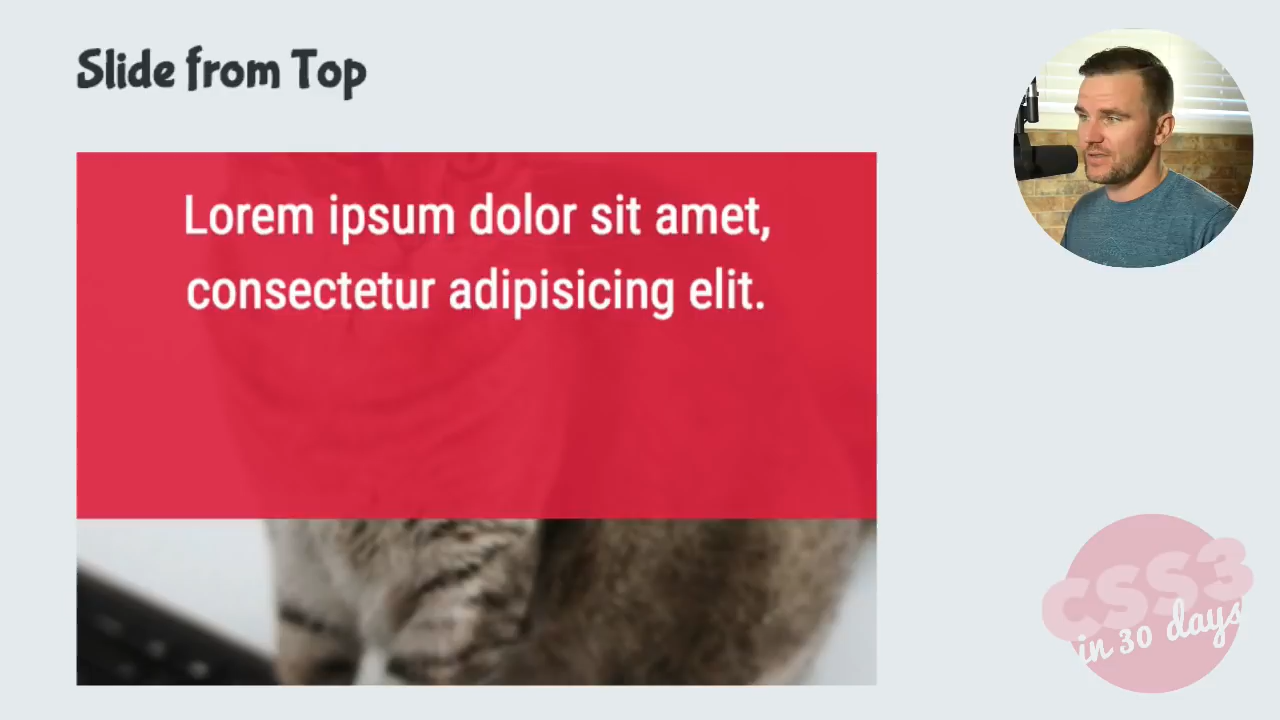 Slide from Top
Lorem ipsum dolor sit amet,
consectetur adipisicing elit.
CSS3
in 30 days